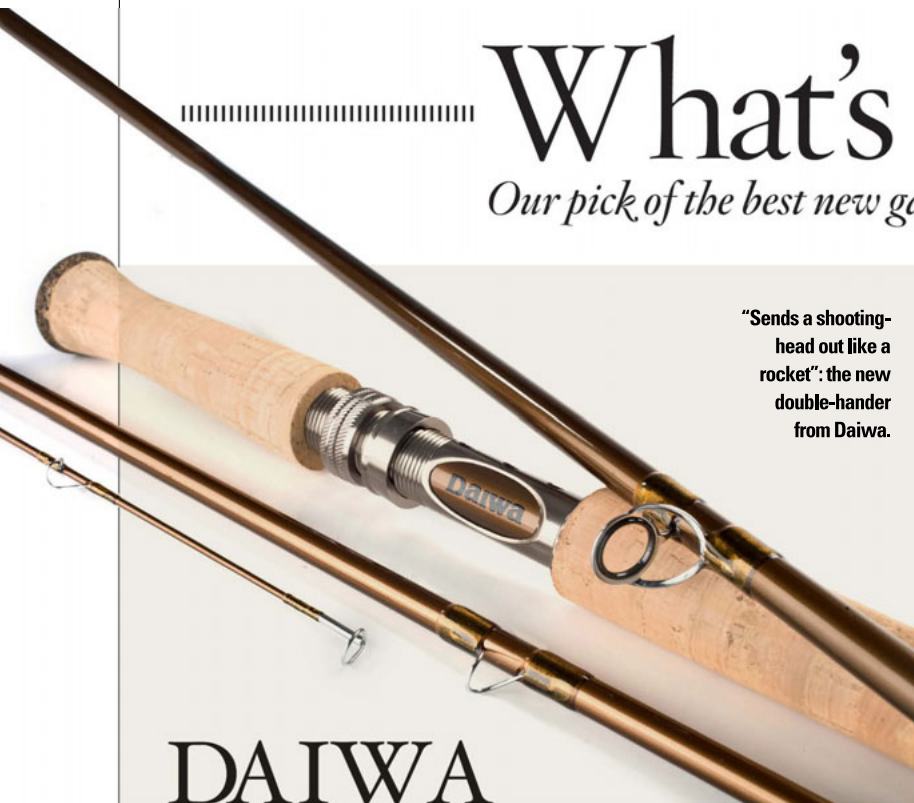 What's
Our pick of the best new
“Sends a shooting-
head out like a
rocket”: the new
double-hander
from Daiwa.
Daiwa
DAIWA